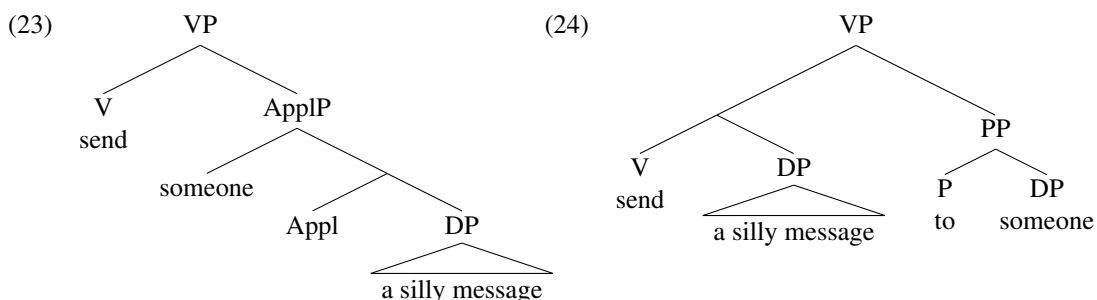 (23) VP
V ApplP
send
someone
Appl DP
a silly message
(24) VP
PP
V DP P DP
send to someone
a silly message